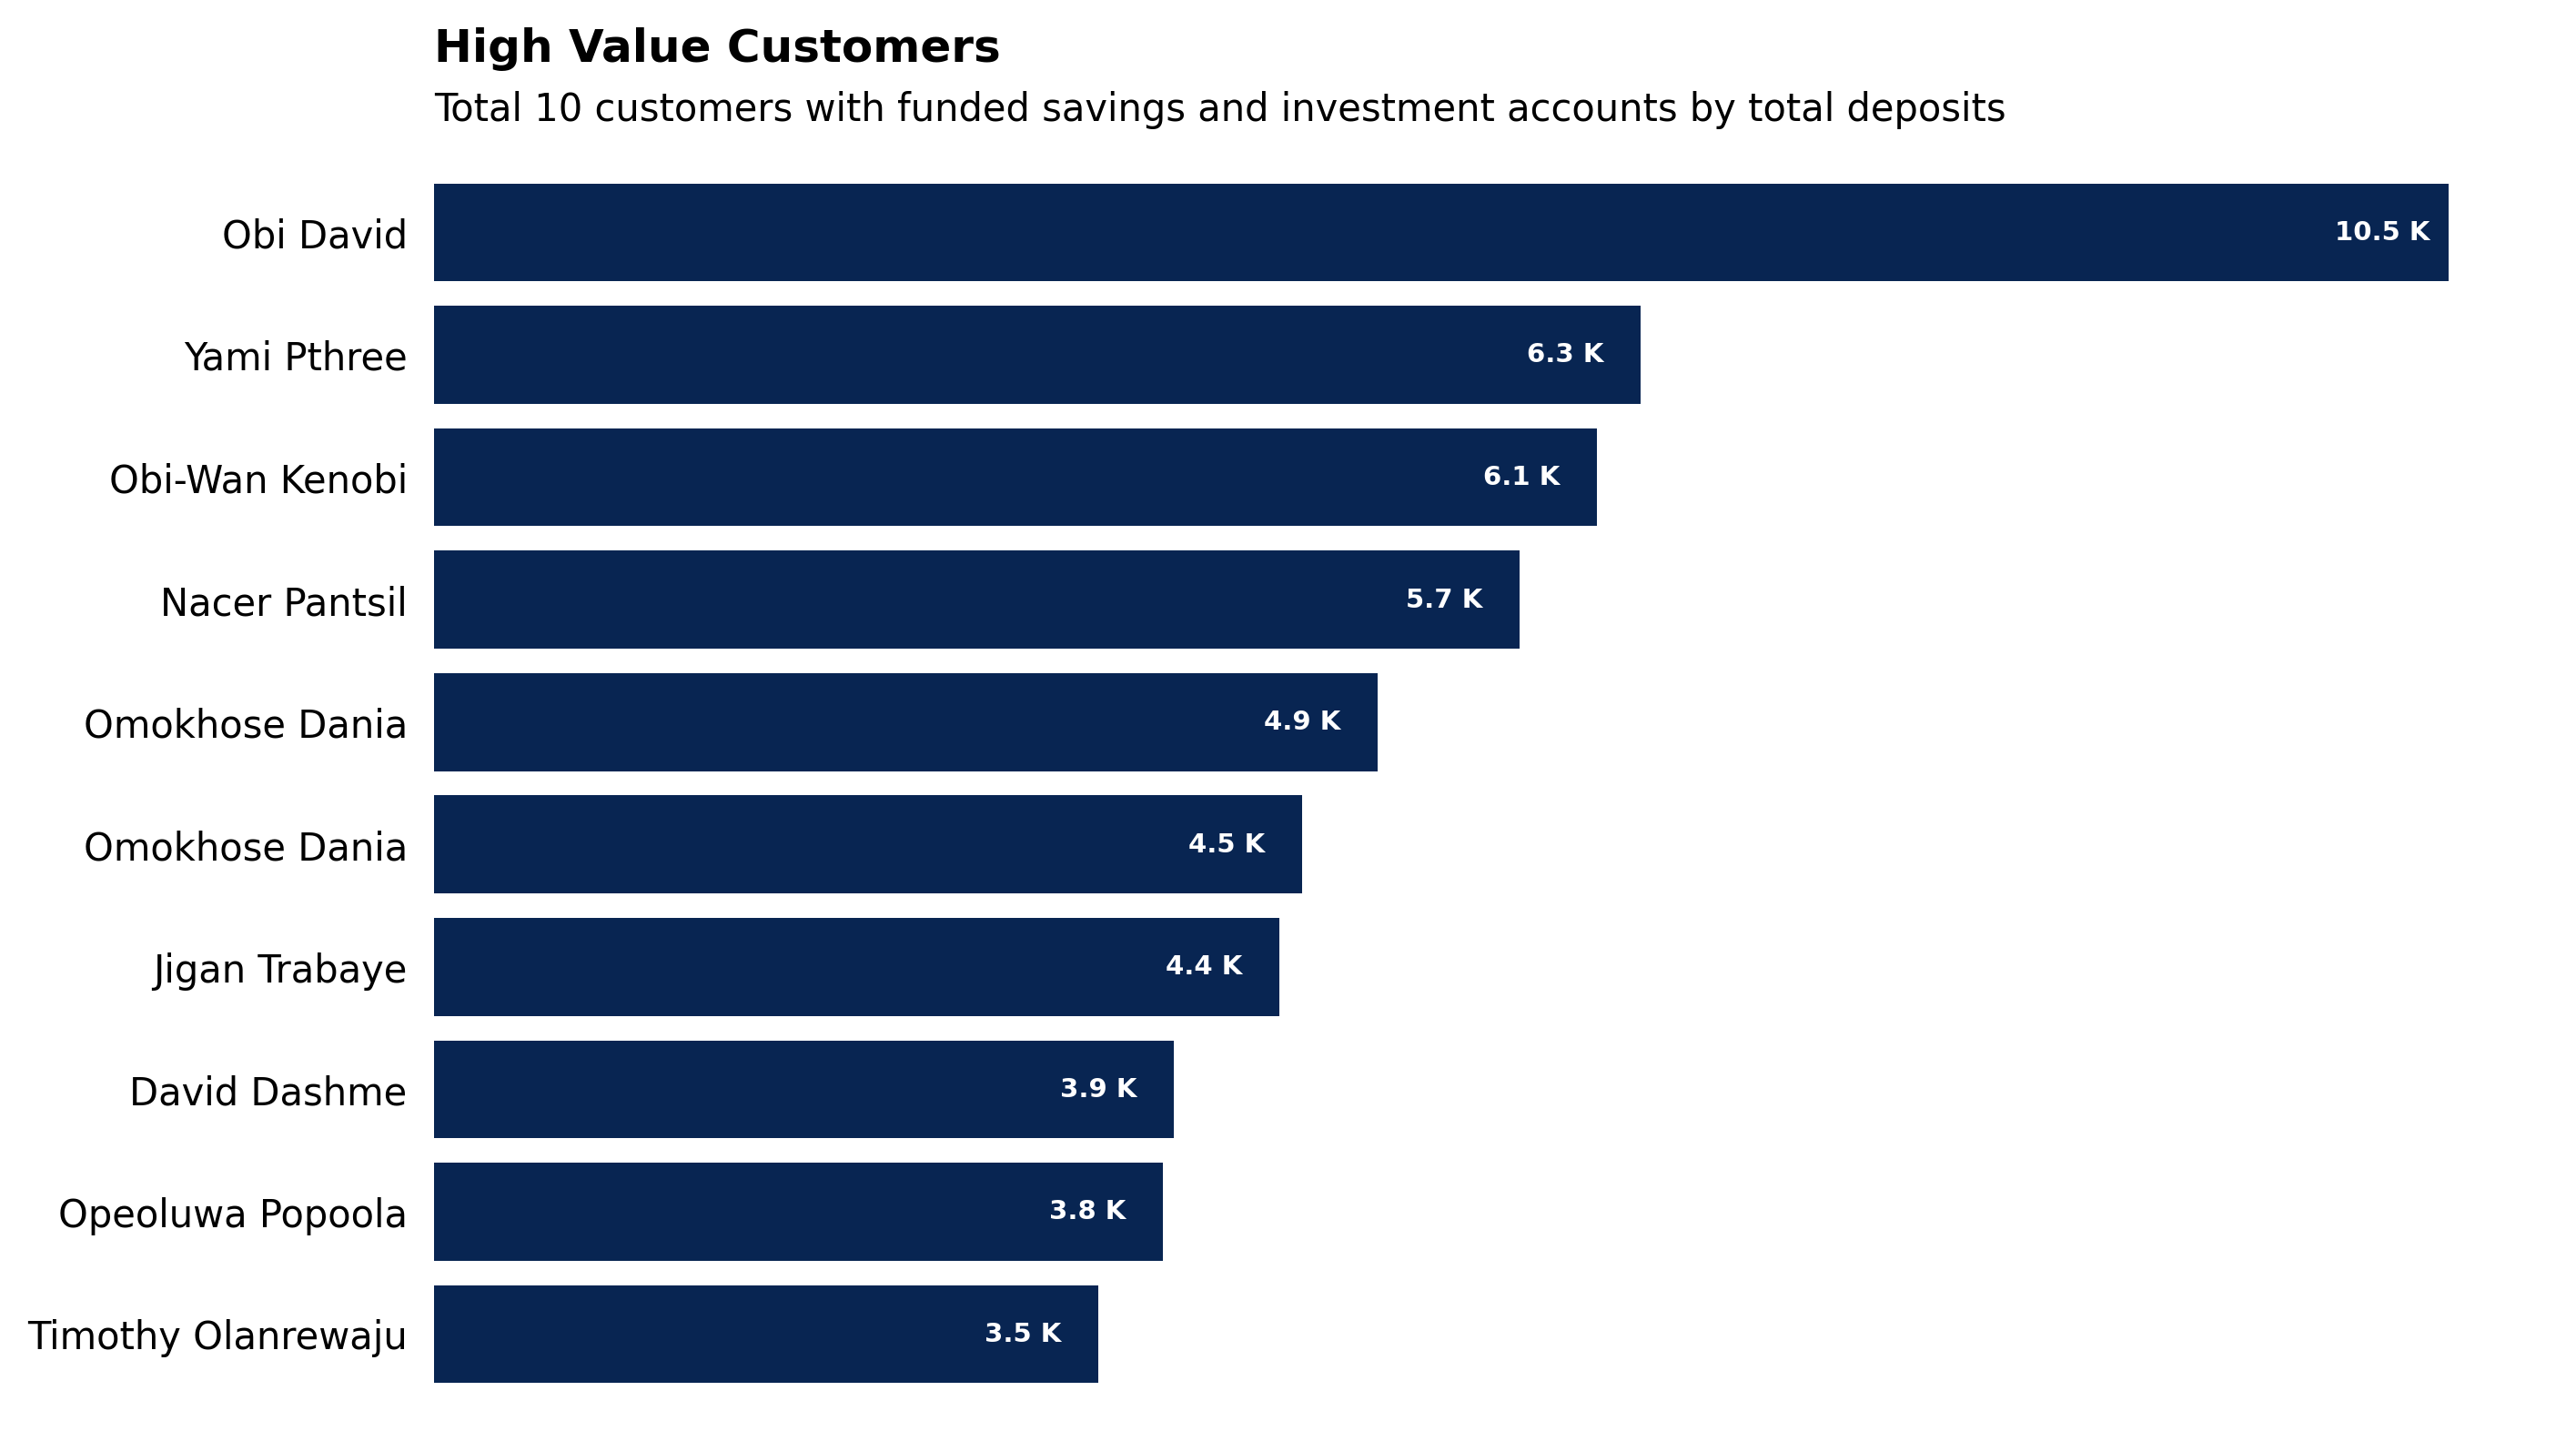 High Value Customers
Total 10 customers with funded savings and investment accounts by total deposits
Obi David 10.5 K
Yami Pthree 6.3 K
Obi-Wan Kenobi 6.1 K
Nacer Pantsil 5.7 K
Omokhose Dania 4.9 K
Omokhose Dania 4.5 K
Jigan Trabaye 4.4 K
David Dashme 3.9 K
Opeoluwa Popoola 3.8 K
Timothy Olanrewaju 3.5 K